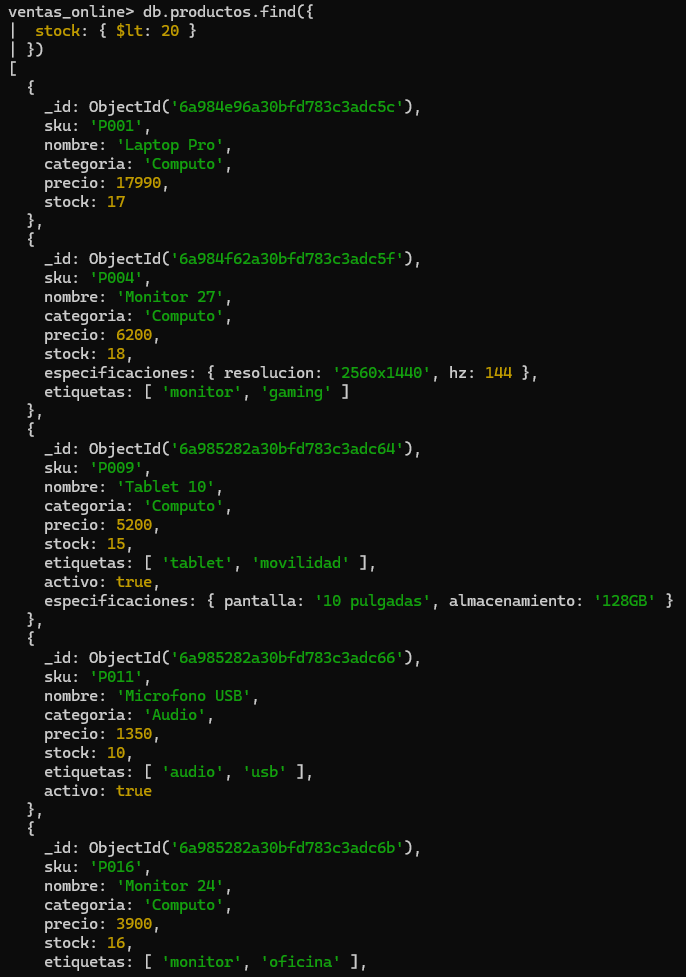 ventas_online> db.productos.find({
|  stock: { $lt: 20 }
| })
[
  {
    _id: ObjectId('6a984e96a30bfd783c3adc5c'),
    sku: 'P001',
    nombre: 'Laptop Pro',
    categoria: 'Computo',
    precio: 17990,
    stock: 17
  },
  {
    _id: ObjectId('6a984f62a30bfd783c3adc5f'),
    sku: 'P004',
    nombre: 'Monitor 27',
    categoria: 'Computo',
    precio: 6200,
    stock: 18,
    especificaciones: { resolucion: '2560x1440', hz: 144 },
    etiquetas: [ 'monitor', 'gaming' ]
  },
  {
    _id: ObjectId('6a985282a30bfd783c3adc64'),
    sku: 'P009',
    nombre: 'Tablet 10',
    categoria: 'Computo',
    precio: 5200,
    stock: 15,
    etiquetas: [ 'tablet', 'movilidad' ],
    activo: true,
    especificaciones: { pantalla: '10 pulgadas', almacenamiento: '128GB' }
  },
  {
    _id: ObjectId('6a985282a30bfd783c3adc66'),
    sku: 'P011',
    nombre: 'Microfono USB',
    categoria: 'Audio',
    precio: 1350,
    stock: 10,
    etiquetas: [ 'audio', 'usb' ],
    activo: true
  },
  {
    _id: ObjectId('6a985282a30bfd783c3adc6b'),
    sku: 'P016',
    nombre: 'Monitor 24',
    categoria: 'Computo',
    precio: 3900,
    stock: 16,
    etiquetas: [ 'monitor', 'oficina' ],